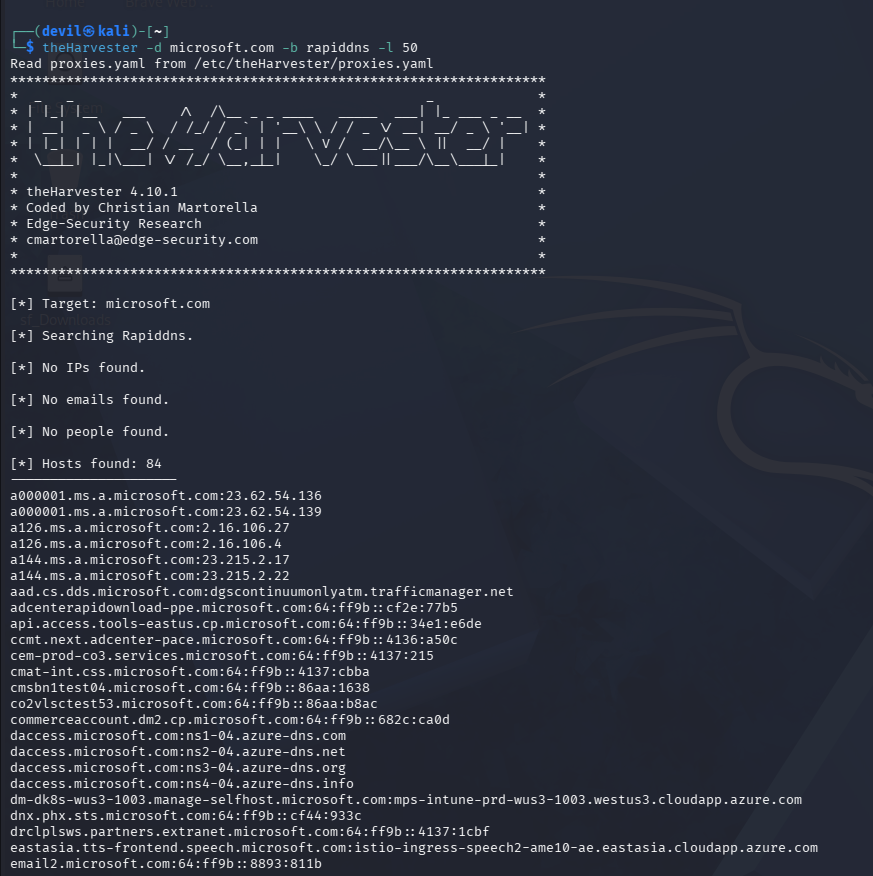 Home Brave Web
┌──(devil㉿kali)-[~]
└─$ theHarvester -d microsoft.com -b rapiddns -l 50
Read proxies.yaml from /etc/theHarvester/proxies.yaml
*******************************************************************
* theHarvester *
* *
* theHarvester 4.10.1 *
* Coded by Christian Martorella *
* Edge-Security Research *
* cmartorella@edge-security.com *
* *
*******************************************************************
[*] Target: microsoft.com
sf_Downloads
[*] Searching Rapiddns.
[*] No IPs found.
[*] No emails found.
[*] No people found.
[*] Hosts found: 84
---------------------
a000001.ms.a.microsoft.com:23.62.54.136
a000001.ms.a.microsoft.com:23.62.54.139
a126.ms.a.microsoft.com:2.16.106.27
a126.ms.a.microsoft.com:2.16.106.4
a144.ms.a.microsoft.com:23.215.2.17
a144.ms.a.microsoft.com:23.215.2.22
aad.cs.dds.microsoft.com:dgscontinuumonlyatm.trafficmanager.net
adcenterapidownload-ppe.microsoft.com:64:ff9b::cf2e:77b5
api.access.tools-eastus.cp.microsoft.com:64:ff9b::34e1:e6de
ccmt.next.adcenter-pace.microsoft.com:64:ff9b::4136:a50c
cem-prod-co3.services.microsoft.com:64:ff9b::4137:215
cmat-int.css.microsoft.com:64:ff9b::4137:cbba
cmsbn1test04.microsoft.com:64:ff9b::86aa:1638
co2vlsctest53.microsoft.com:64:ff9b::86aa:b8ac
commerceaccount.dm2.cp.microsoft.com:64:ff9b::682c:ca0d
daccess.microsoft.com:ns1-04.azure-dns.com
daccess.microsoft.com:ns2-04.azure-dns.net
daccess.microsoft.com:ns3-04.azure-dns.org
daccess.microsoft.com:ns4-04.azure-dns.info
dm-dk8s-wus3-1003.manage-selfhost.microsoft.com:mps-intune-prd-wus3-1003.westus3.cloudapp.azure.com
dnx.phx.sts.microsoft.com:64:ff9b::cf44:933c
drclplsws.partners.extranet.microsoft.com:64:ff9b::4137:1cbf
eastasia.tts-frontend.speech.microsoft.com:istio-ingress-speech2-ame10-ae.eastasia.cloudapp.azure.com
email2.microsoft.com:64:ff9b::8893:811b